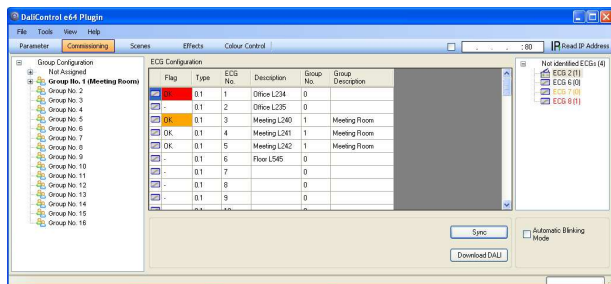 DaliControl e64 Plugin
File Tools View Help
Parameter Commissioning Scenes Effects Colour Control . . . :80 IP Read IP Address
Group Configuration
Not Assigned
Group No. 1 (Meeting Room)
Group No. 2
Group No. 3
Group No. 4
Group No. 5
Group No. 6
Group No. 7
Group No. 8
Group No. 9
Group No. 10
Group No. 11
Group No. 12
Group No. 13
Group No. 14
Group No. 15
Group No. 16
ECG Configuration
Flag Type ECG No. Description Group No. Group Description
OK 0.1 1 Office L234 0
- 0.1 2 Office L235 0
OK 0.1 3 Meeting L240 1 Meeting Room
OK 0.1 4 Meeting L241 1 Meeting Room
OK 0.1 5 Meeting L242 1 Meeting Room
- 0.1 6 Floor L545 0
- 0.1 7 0
- 0.1 8 0
- 0.1 9 0
Sync
Download DALI
Not identified ECGs (4)
ECG 2 (1)
ECG 6 (0)
ECG 7 (0)
ECG 8 (1)
Automatic Blinking
Mode